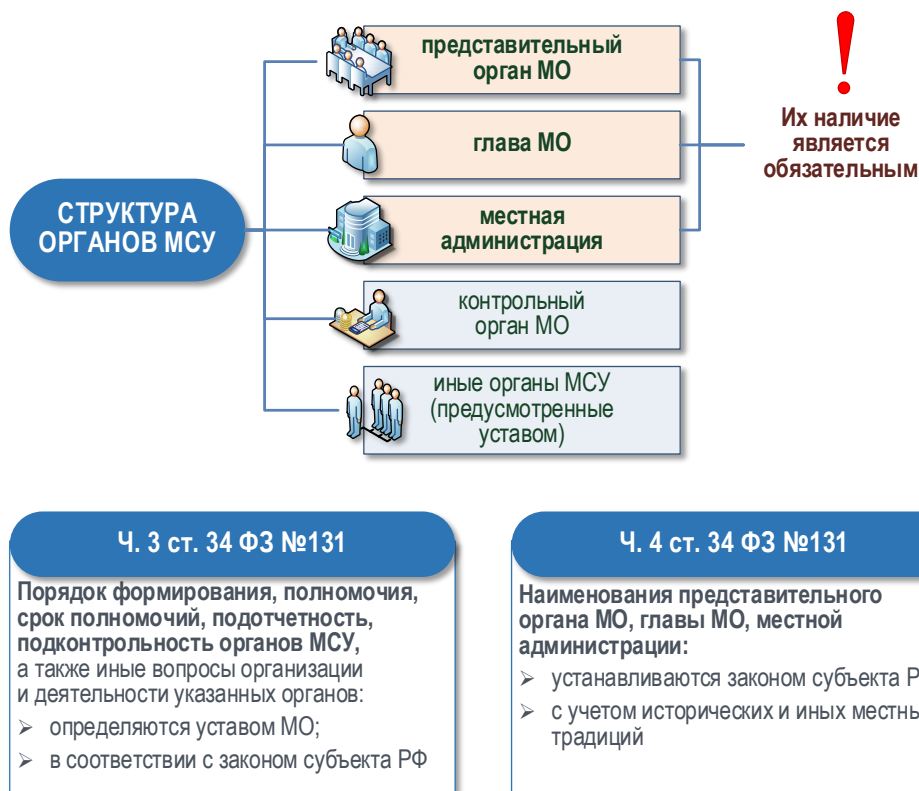 представительный
орган МО
глава МО
местная
администрация
контрольный
орган МО
иные органы МСУ
(предусмотренные
уставом)
СТРУКТУРА
ОРГАНОВ МСУ
!
Их наличие
является
обязательным
Ч. 3 ст. 34 ФЗ №131
Порядок формирования, полномочия,
срок полномочий, подотчетность,
подконтрольность органов МСУ,
а также иные вопросы организации
и деятельности указанных органов:
➢ определяются уставом МО;
➢ в соответствии с законом субъекта РФ
Ч. 4 ст. 34 ФЗ №131
Наименования представительного
органа МО, главы МО, местной
администрации:
➢ устанавливаются законом субъекта
➢ с учетом исторических и иных
традиций